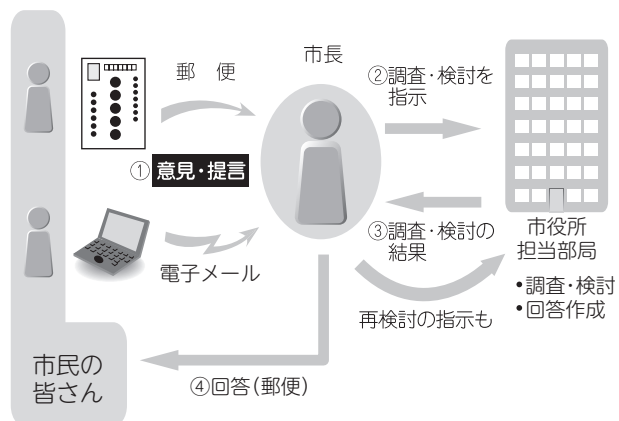 市長
郵　便
①意見・提言
電子メール
②調査・検討を
指示
③調査・検討の
結果
再検討の指示も
市役所
担当部局
・調査・検討
・回答作成
④回答（郵便）
市民の
皆さん